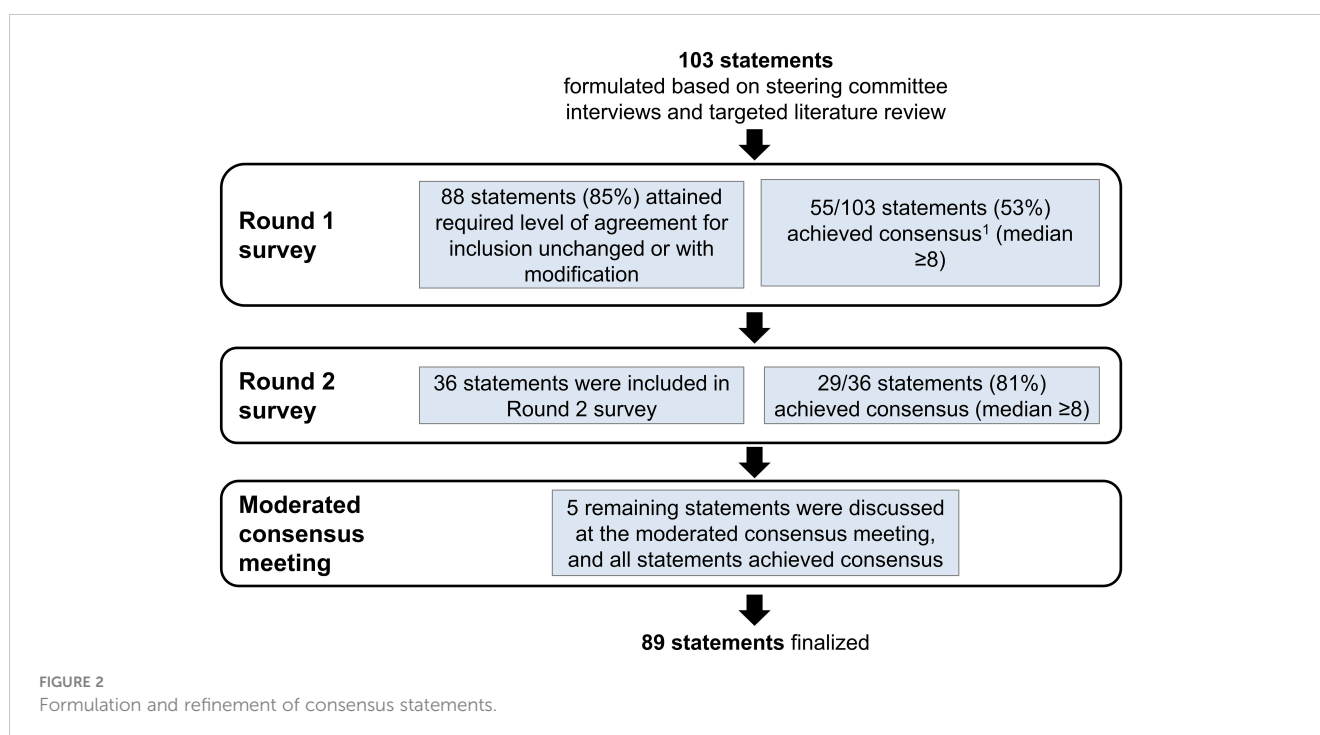 103 statements
formulated based on steering committee
interviews and targeted literature review
Round 1
survey
88 statements (85%) attained
required level of agreement for
inclusion unchanged or with
modification
55/103 statements (53%)
achieved consensus¹ (median
≥8)
Round 2
survey
36 statements were included in
Round 2 survey
29/36 statements (81%)
achieved consensus (median ≥8)
Moderated
consensus
meeting
5 remaining statements were discussed
at the moderated consensus meeting,
and all statements achieved consensus
89 statements finalized
FIGURE 2
Formulation and refinement of consensus statements.